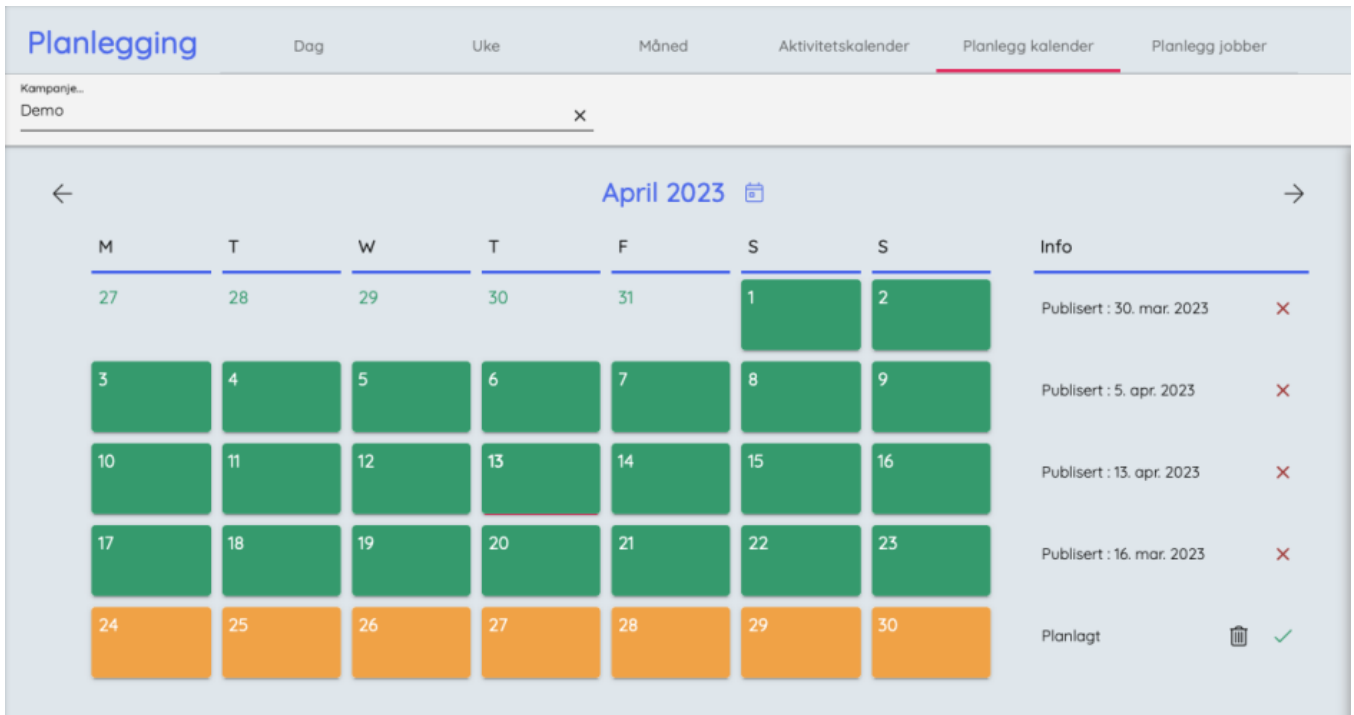 Planlegging Dag Uke Måned Aktivitetskalender Planlegg kalender Planlegg jobber
Kampanje...
Demo
April 2023
M T W T F S S Info
27 28 29 30 31 1 2 Publisert : 30. mar. 2023
3 4 5 6 7 8 9 Publisert : 5. apr. 2023
10 11 12 13 14 15 16 Publisert : 13. apr. 2023
17 18 19 20 21 22 23 Publisert : 16. mar. 2023
24 25 26 27 28 29 30 Planlagt